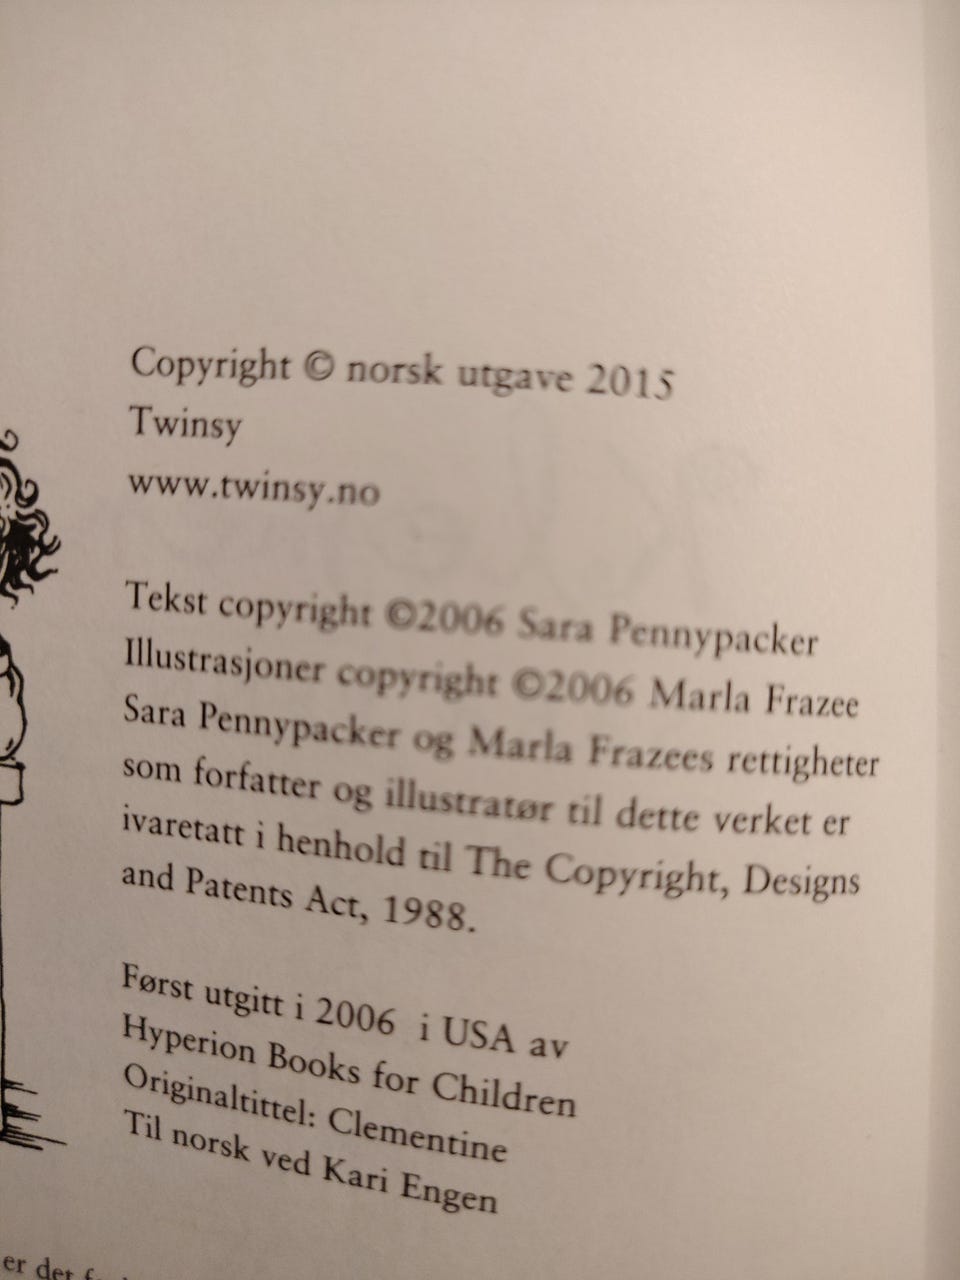 Copyright © norsk utgave 2015
Twinsy
www.twinsy.no
Tekst copyright ©2006 Sara Pennypacker
Illustrasjoner copyright ©2006 Marla Frazee
Sara Pennypacker og Marla Frazees rettigheter
som forfatter og illustratør til dette verket er
ivaretatt i henhold til The Copyright, Designs
and Patents Act, 1988.
Først utgitt i 2006 i USA av
Hyperion Books for Children
Originaltittel: Clementine
Til norsk ved Kari Engen
er det